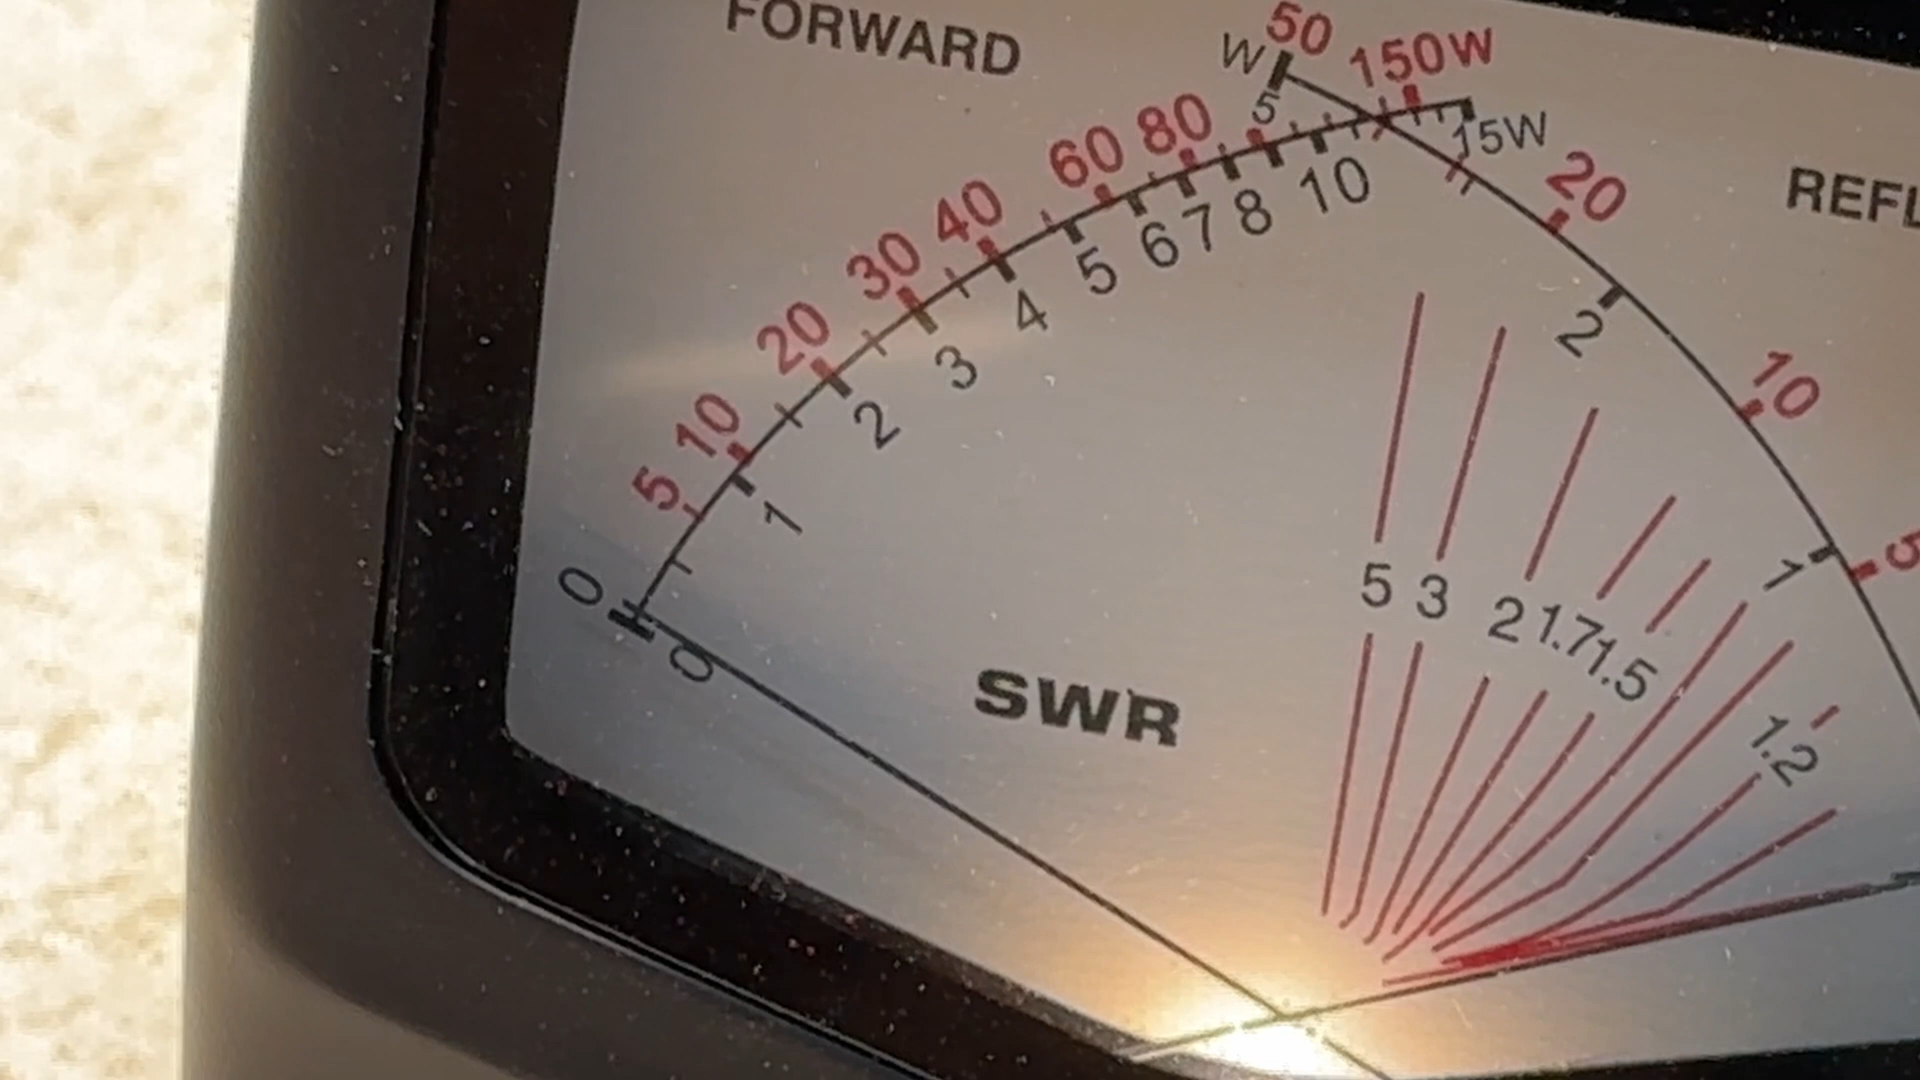 FORWARD
W 50 150W
5 15W
5 10 20 30 40 60 80
0 1 2 3 4 5 6 7 8 10
20 10 5
2 1
0
5 3 2 1.7 1.5 1.2
SWR